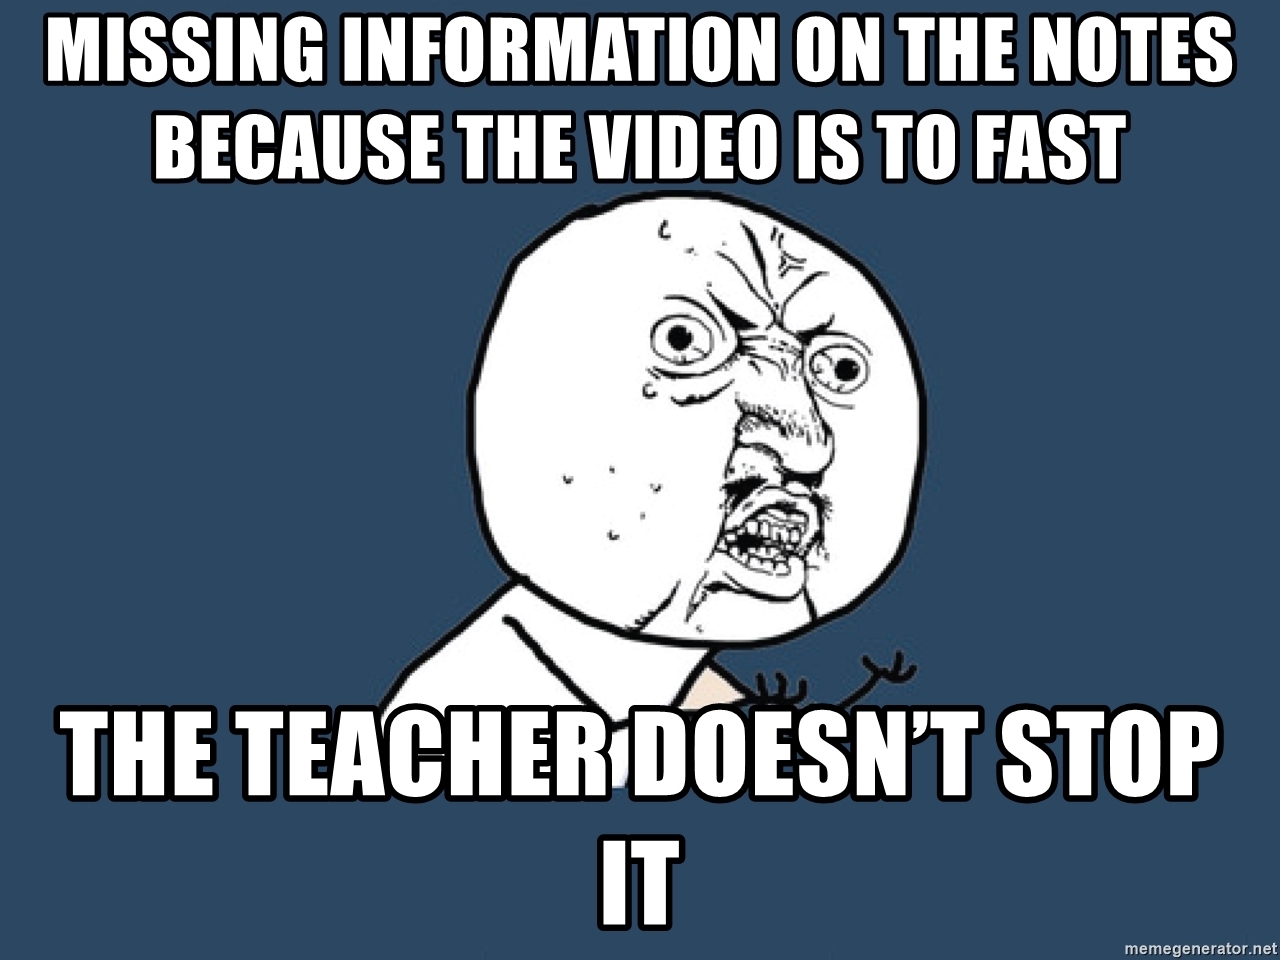 MISSING INFORMATION ON THE NOTES
BECAUSE THE VIDEO IS TO FAST
THE TEACHER DOESN’T STOP
IT
memegenerator.net